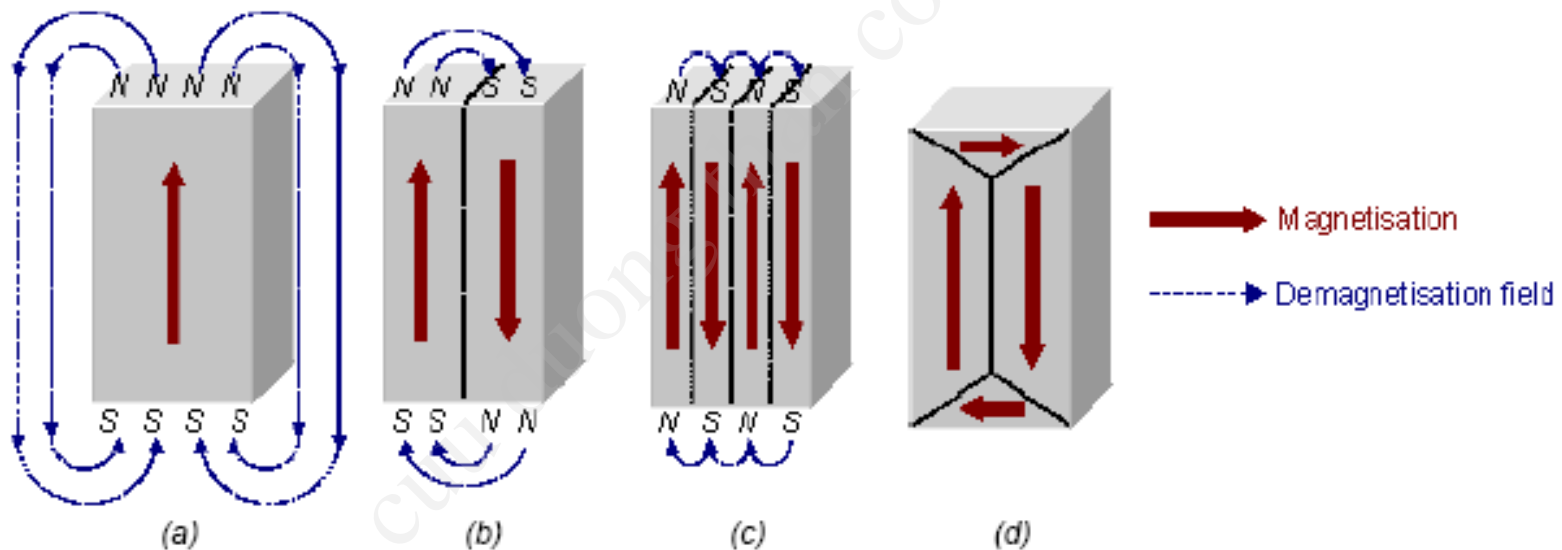 N N N N
N N S S
N S N S
S S S S
S S N N
N S N S
Magnetisation
Demagnetisation field
(a)
(b)
(c)
(d)